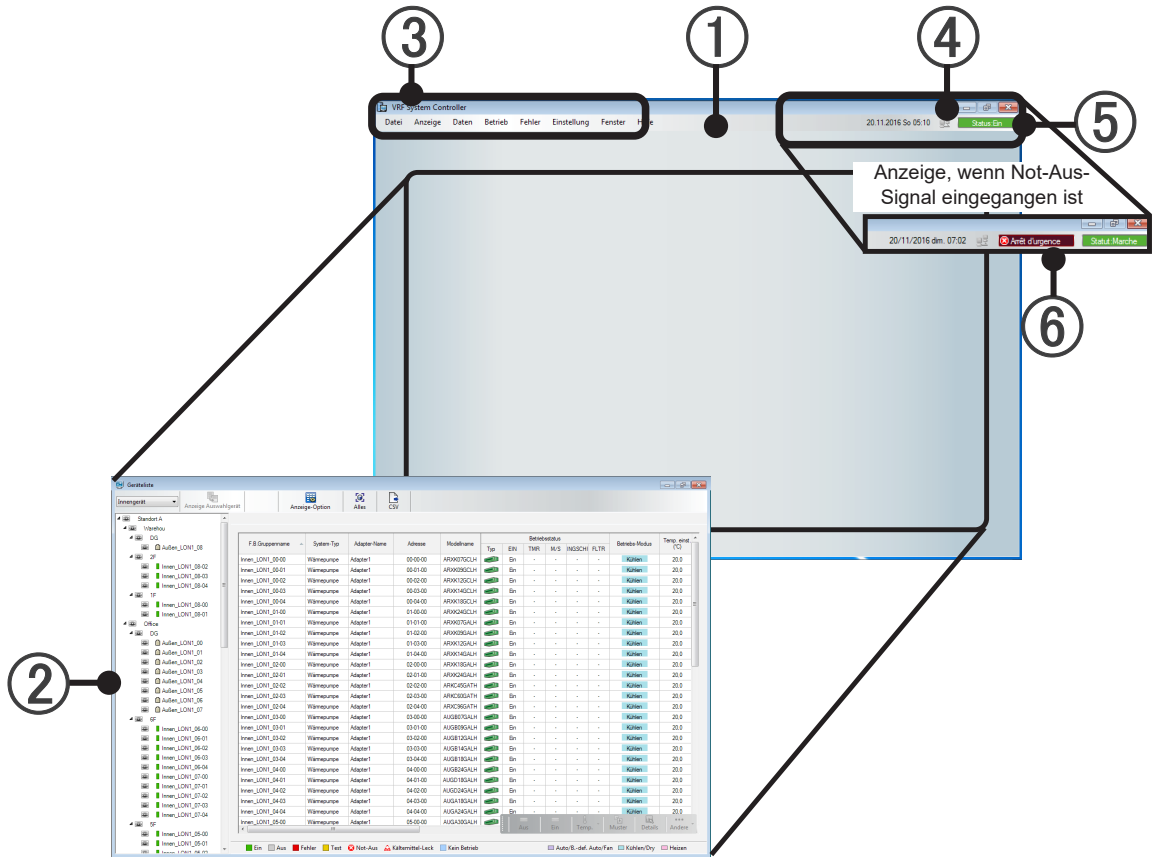 ③
①
④
VRF System Controller
Datei Anzeige Daten Betrieb Fehler Einstellung Fenster
20.11.2016 So 05:10 Status:Ein
⑤
Anzeige, wenn Not-Aus-
Signal eingegangen ist
20/11/2016 dim. 07:02 Arrêt d'urgence Statut:Marche
⑥
②
Geräteliste
Innengerät Anzeige Auswahlgerät Anzeige-Option Alles CSV
Standort A
Warehou
DG
Außen_LON1_08
2F
Innen_LON1_08-02
Innen_LON1_08-03
Innen_LON1_08-04
1F
Innen_LON1_08-00
Innen_LON1_08-01
Office
DG
Außen_LON1_00
Außen_LON1_01
Außen_LON1_02
Außen_LON1_03
Außen_LON1_04
Außen_LON1_05
Außen_LON1_06
Außen_LON1_07
6F
Innen_LON1_06-00
Innen_LON1_06-01
Innen_LON1_06-02
Innen_LON1_06-03
Innen_LON1_06-04
Innen_LON1_07-00
Innen_LON1_07-01
Innen_LON1_07-02
Innen_LON1_07-03
Innen_LON1_07-04
5F
Innen_LON1_05-00
Innen_LON1_05-01
Betriebsstatus
F.B.Gruppenname System-Typ Adapter-Name Adresse Modellname Typ EIN TMR M/S INGSCHI FLTR Betriebs-Modus Temp. einst. (°C)
Innen_LON1_00-00 Wärmepumpe Adapter1 00-00-00 ARXK07GCLH Ein - - - - Kühlen 20,0
Innen_LON1_00-01 Wärmepumpe Adapter1 00-01-00 ARXK09GCLH Ein - - - - Kühlen 20,0
Innen_LON1_00-02 Wärmepumpe Adapter1 00-02-00 ARXK12GCLH Ein - - - - Kühlen 20,0
Innen_LON1_00-03 Wärmepumpe Adapter1 00-03-00 ARXK14GCLH Ein - - - - Kühlen 20,0
Innen_LON1_00-04 Wärmepumpe Adapter1 00-04-00 ARXK18GCLH Ein - - - - Kühlen 20,0
Innen_LON1_01-00 Wärmepumpe Adapter1 01-00-00 ARXK24GCLH Ein - - - - Kühlen 20,0
Innen_LON1_01-01 Wärmepumpe Adapter1 01-01-00 ARXK07GALH Ein - - - - Kühlen 20,0
Innen_LON1_01-02 Wärmepumpe Adapter1 01-02-00 ARXK09GALH Ein - - - - Kühlen 20,0
Innen_LON1_01-03 Wärmepumpe Adapter1 01-03-00 ARXK12GALH Ein - - - - Kühlen 20,0
Innen_LON1_01-04 Wärmepumpe Adapter1 01-04-00 ARXK14GALH Ein - - - - Kühlen 20,0
Innen_LON1_02-00 Wärmepumpe Adapter1 02-00-00 ARXK18GALH Ein - - - - Kühlen 20,0
Innen_LON1_02-01 Wärmepumpe Adapter1 02-01-00 ARXK24GALH Ein - - - - Kühlen 20,0
Innen_LON1_02-02 Wärmepumpe Adapter1 02-02-00 ARXC45GATH Ein - - - - Kühlen 20,0
Innen_LON1_02-03 Wärmepumpe Adapter1 02-03-00 ARXC60GATH Ein - - - - Kühlen 20,0
Innen_LON1_02-04 Wärmepumpe Adapter1 02-04-00 ARXC96GATH Ein - - - - Kühlen 20,0
Innen_LON1_03-00 Wärmepumpe Adapter1 03-00-00 AUGB07GALH Ein - - - - Kühlen 20,0
Innen_LON1_03-01 Wärmepumpe Adapter1 03-01-00 AUGB09GALH Ein - - - - Kühlen 20,0
Innen_LON1_03-02 Wärmepumpe Adapter1 03-02-00 AUGB12GALH Ein - - - - Kühlen 20,0
Innen_LON1_03-03 Wärmepumpe Adapter1 03-03-00 AUGB14GALH Ein - - - - Kühlen 20,0
Innen_LON1_03-04 Wärmepumpe Adapter1 03-04-00 AUGB18GALH Ein - - - - Kühlen 20,0
Innen_LON1_04-00 Wärmepumpe Adapter1 04-00-00 AUGB24GALH Ein - - - - Kühlen 20,0
Innen_LON1_04-01 Wärmepumpe Adapter1 04-01-00 AUGD18GALH Ein - - - - Kühlen 20,0
Innen_LON1_04-02 Wärmepumpe Adapter1 04-02-00 AUGD24GALH Ein - - - - Kühlen 20,0
Innen_LON1_04-03 Wärmepumpe Adapter1 04-03-00 AUGA18GALH Ein - - - - Kühlen 20,0
Innen_LON1_04-04 Wärmepumpe Adapter1 04-04-00 AUGA24GALH Ein - - - - Kühlen 20,0
Innen_LON1_05-00 Wärmepumpe Adapter1 05-00-00 AUGA30GALH
Aus Ein Temp. Muster Details Andere
Ein Aus Fehler Test Not-Aus Kältemittel-Leck Kein Betrieb Auto/B.-def. Auto/Fan Kühlen/Dry Heizen